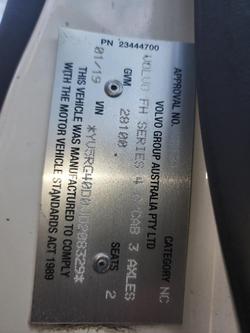 PN 23444700
APPROVAL NO. CATEGORY NC
VOLVO GROUP AUSTRALIA PTY LTD
VOLVO FH SERIES 4 CAB 3 AXLES
GVM 28100 SEATS 2
01/19 VIN
THIS VEHICLE WAS MANUFACTURED TO COMPLY
WITH THE MOTOR VEHICLE STANDARDS ACT 1989